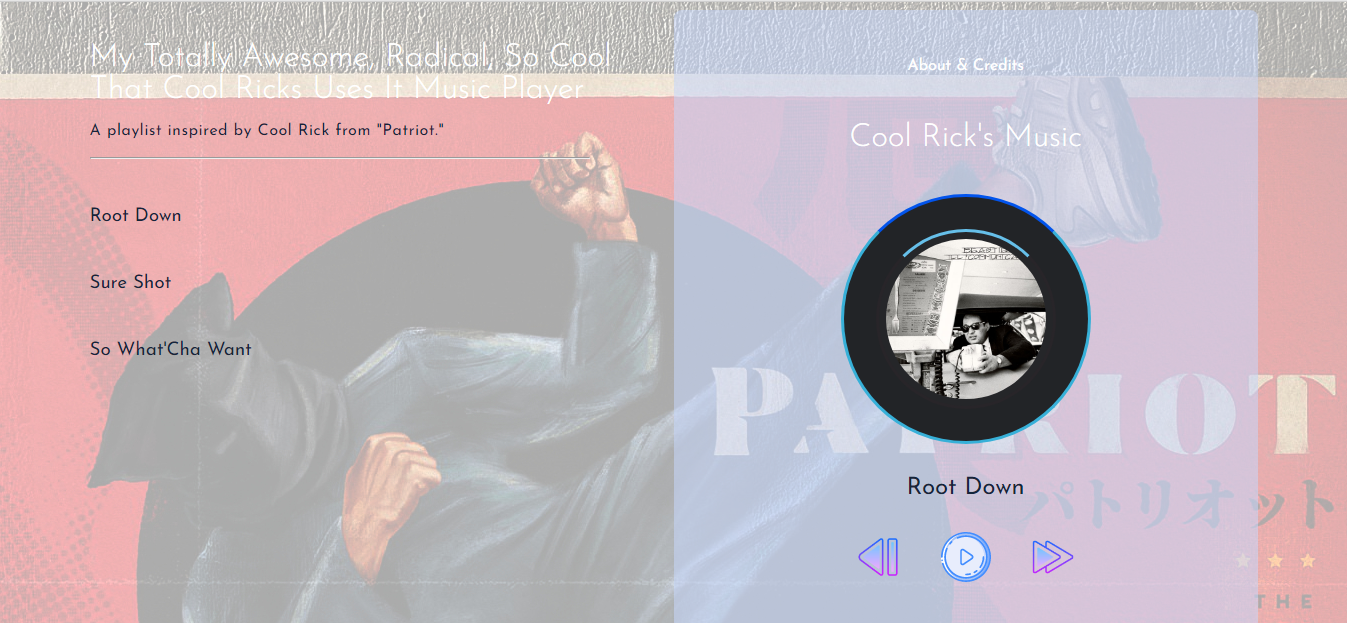 My Totally Awesome, Radical, So Cool
That Cool Ricks Uses It Music Player
A playlist inspired by Cool Rick from "Patriot."
Root Down
Sure Shot
So What'Cha Want
About & Credits
Cool Rick's Music
Root Down
PATRIOT
パトリオット
THE